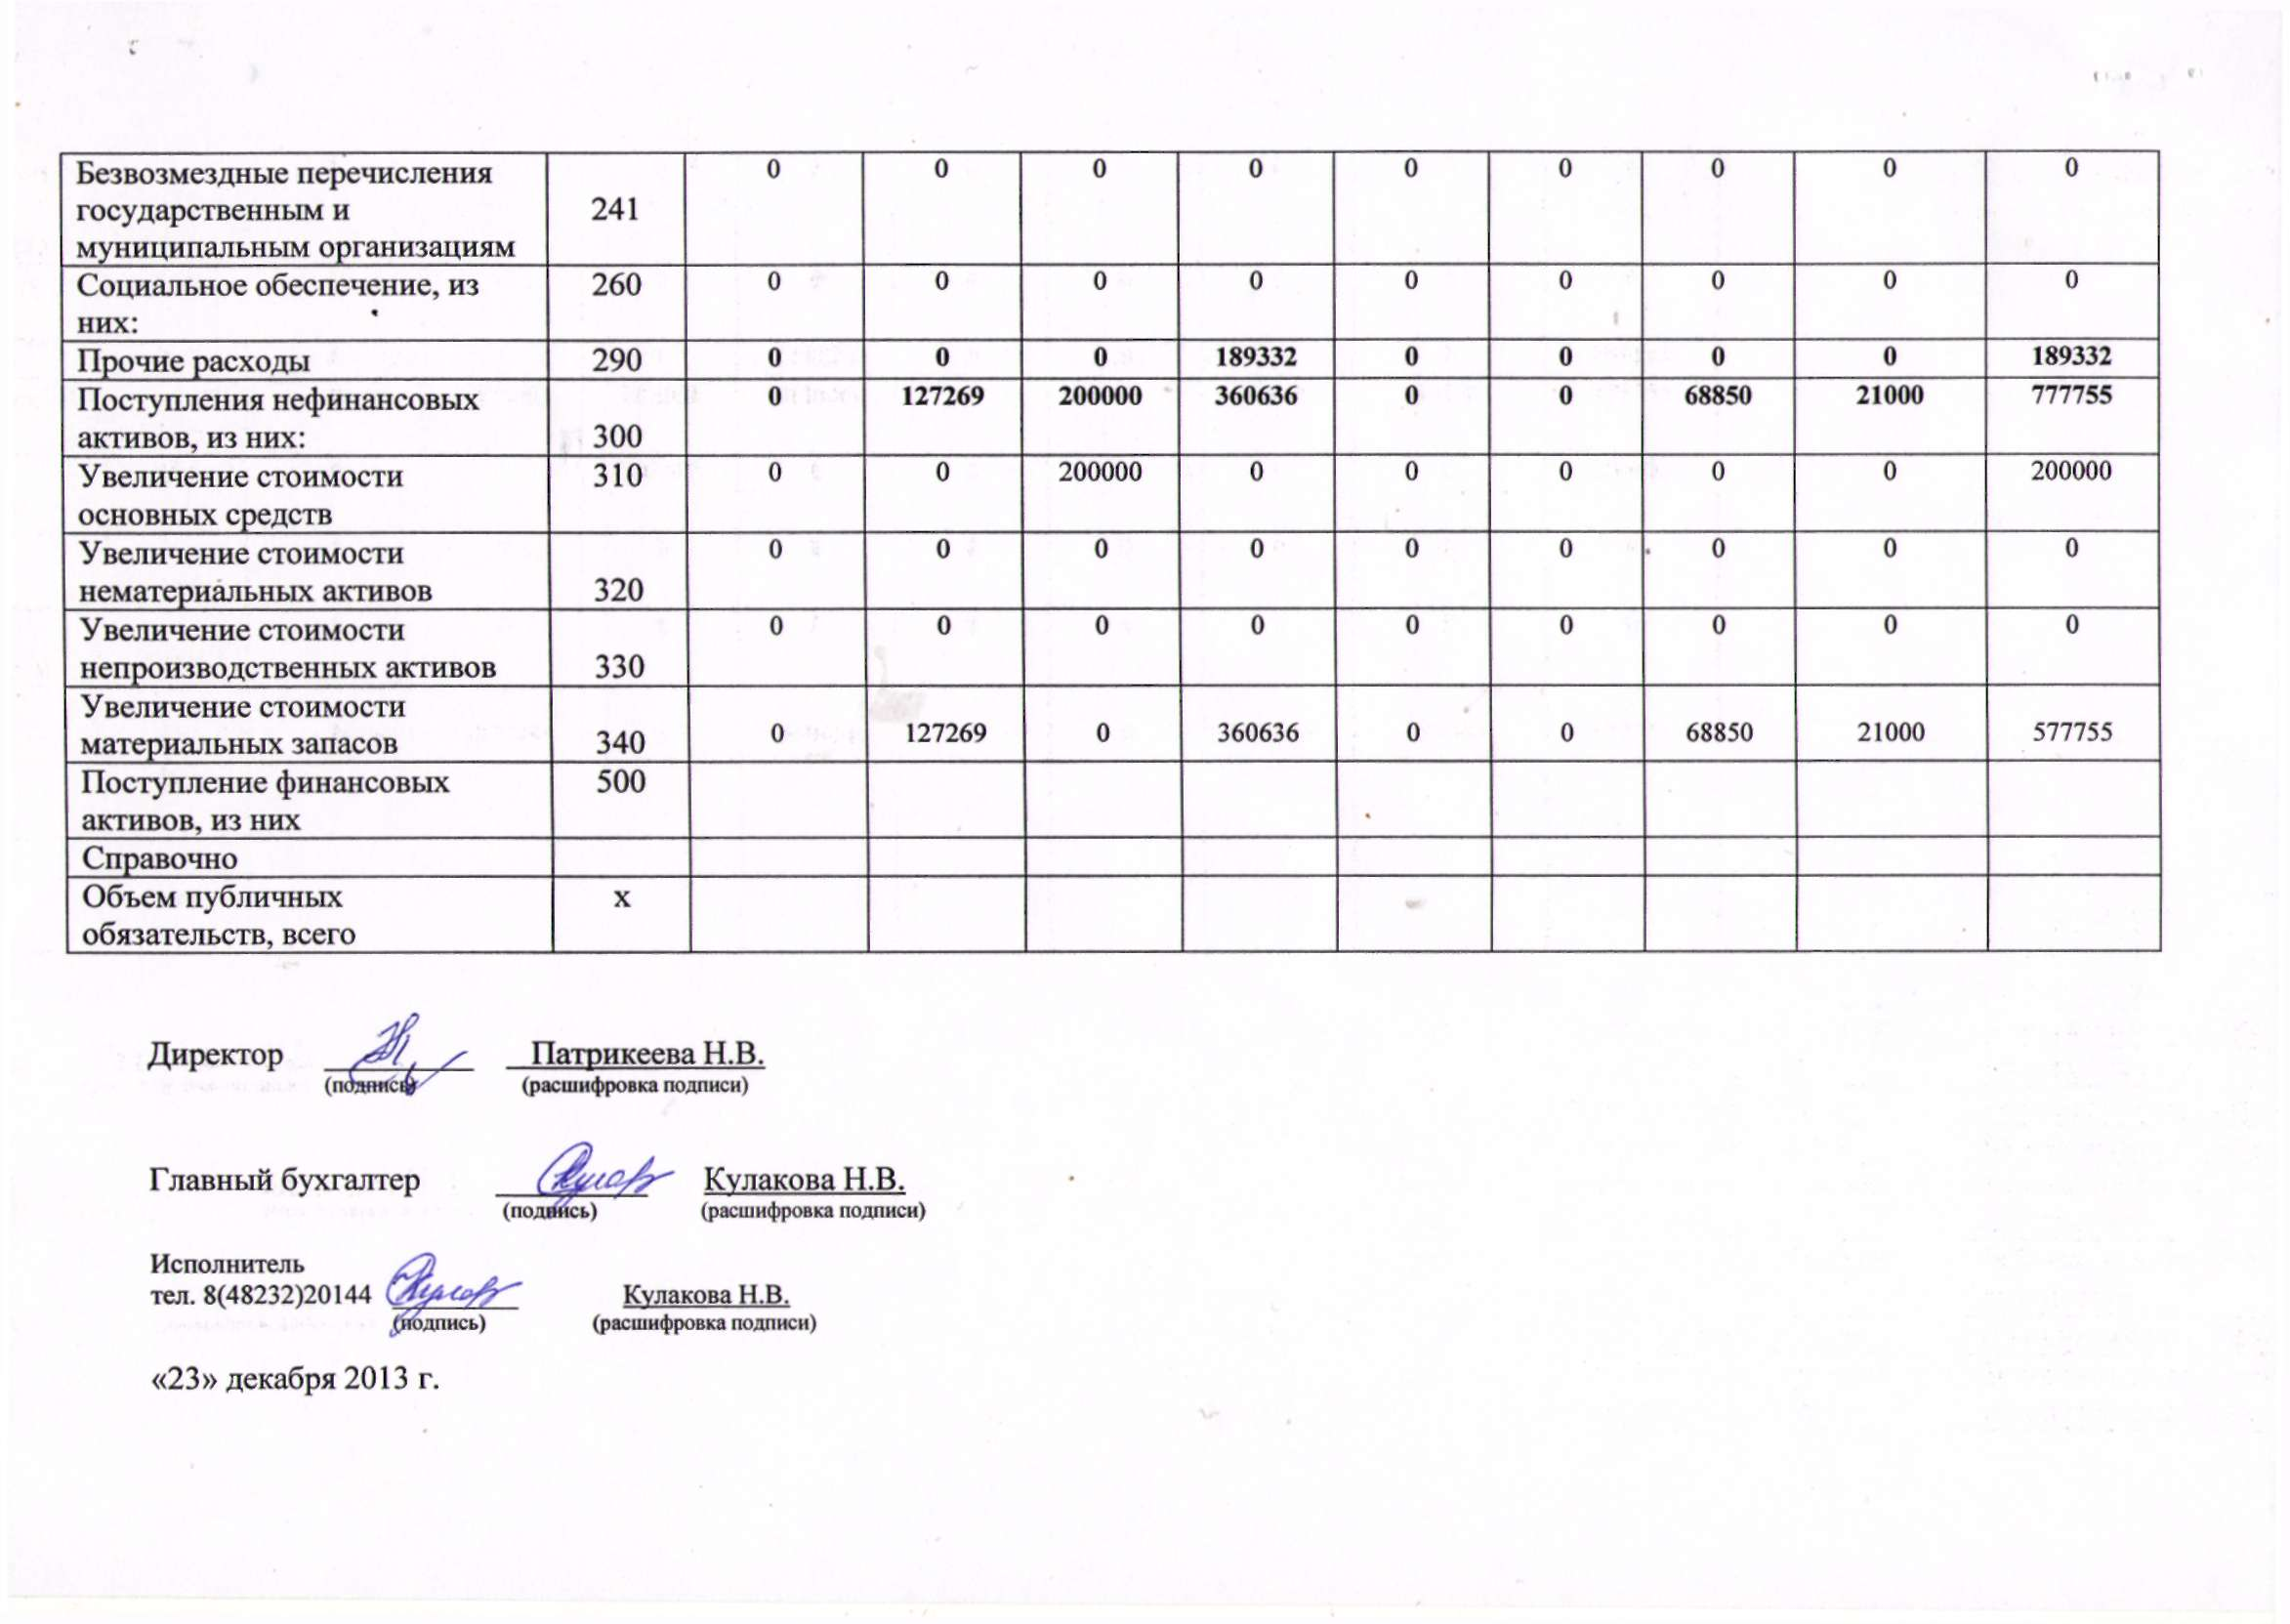 Безвозмездные перечисления
государственным и
муниципальным организациям 241 0 0 0 0 0 0 0 0 0
Социальное обеспечение, из
них: 260 0 0 0 0 0 0 0 0 0
Прочие расходы 290 0 0 0 189332 0 0 0 0 189332
Поступления нефинансовых
активов, из них: 300 0 127269 200000 360636 0 0 68850 21000 777755
Увеличение стоимости
основных средств 310 0 0 200000 0 0 0 0 0 200000
Увеличение стоимости
нематериальных активов 320 0 0 0 0 0 0 0 0 0
Увеличение стоимости
непроизводственных активов 330 0 0 0 0 0 0 0 0 0
Увеличение стоимости
материальных запасов 340 0 127269 0 360636 0 0 68850 21000 577755
Поступление финансовых
активов, из них 500
Справочно
Объем публичных
обязательств, всего х
Директор Патрикеева Н.В.
(подпись) (расшифровка подписи)
Главный бухгалтер Кулакова Н.В.
(подпись) (расшифровка подписи)
Исполнитель
тел. 8(48232)20144 Кулакова Н.В.
(подпись) (расшифровка подписи)
«23» декабря 2013 г.